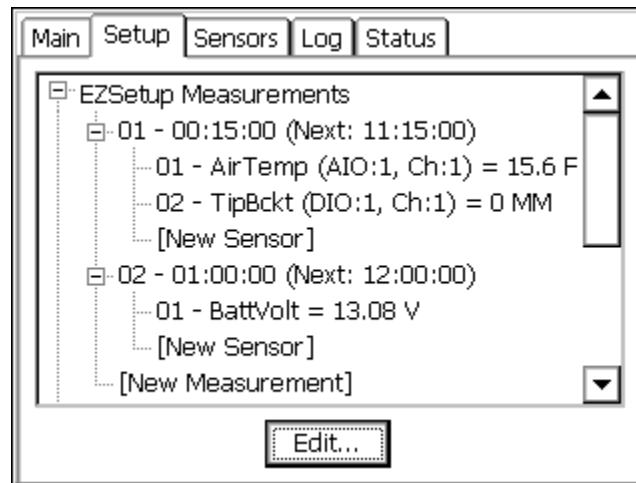 Main Setup Sensors Log Status
EZSetup Measurements
01 - 00:15:00 (Next: 11:15:00)
01 - AirTemp (AIO:1, Ch:1) = 15.6 F
02 - TipBckt (DIO:1, Ch:1) = 0 MM
[New Sensor]
02 - 01:00:00 (Next: 12:00:00)
01 - BattVolt = 13.08 V
[New Sensor]
[New Measurement]
Edit...